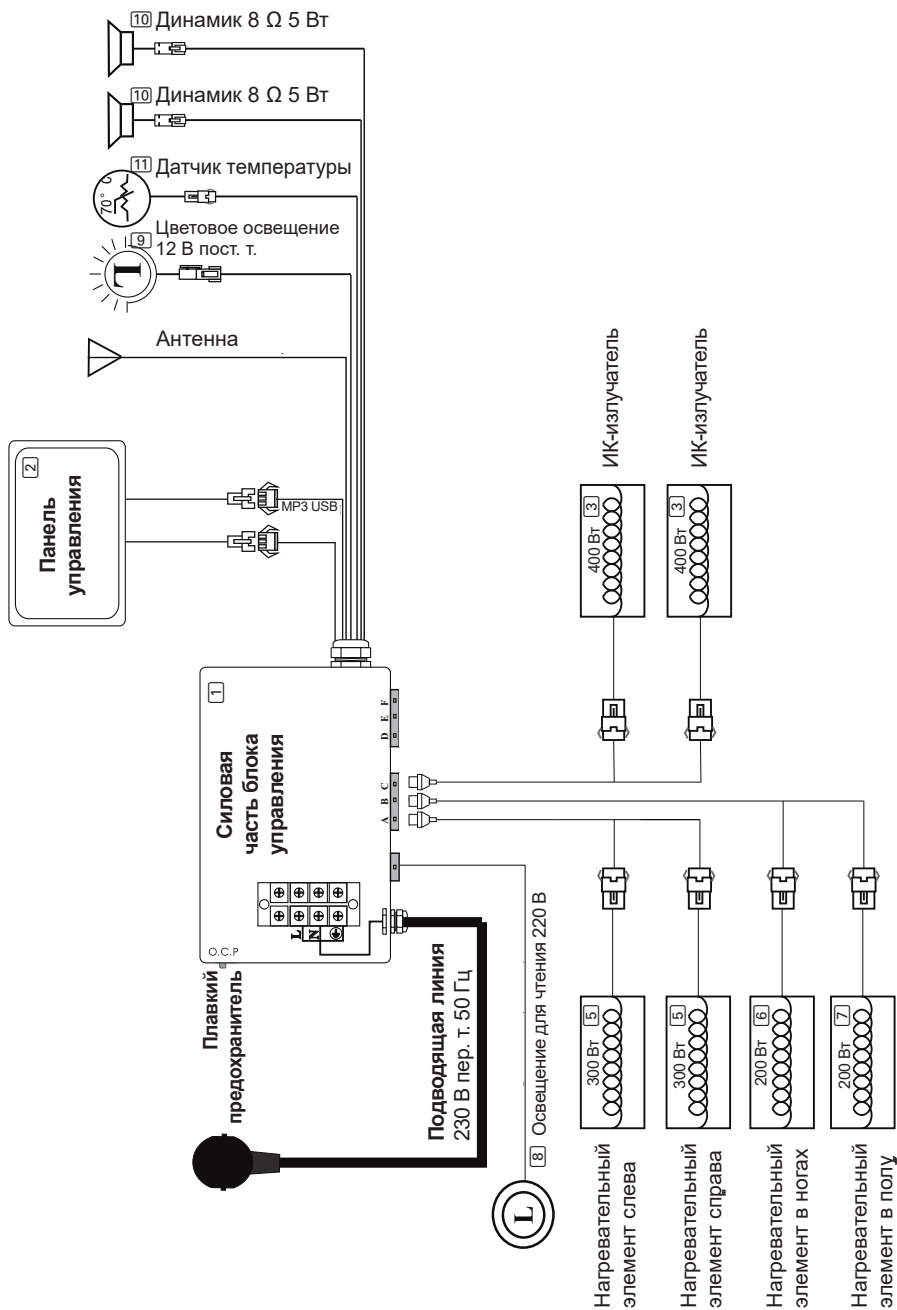 10 Динамик 8 Ω 5 Вт
10 Динамик 8 Ω 5 Вт
11 Датчик температуры
70° C
9 Цветовое освещение
12 В пост. т.
L
Антенна
2
Панель
управления
MP3 USB
1
Силовая
часть блока
управления
O.C.P
L
N
A B C
D E F
Плавкий
предохранитель
Подводящая линия
230 В пер. т. 50 Гц
8 Освещение для чтения 220 В
L
3
400 Вт
ИК-излучатель
3
400 Вт
ИК-излучатель
5
300 Вт
Нагревательный
элемент слева
5
300 Вт
Нагревательный
элемент справа
6
200 Вт
Нагревательный
элемент в ногах
7
200 Вт
Нагревательный
элемент в полу